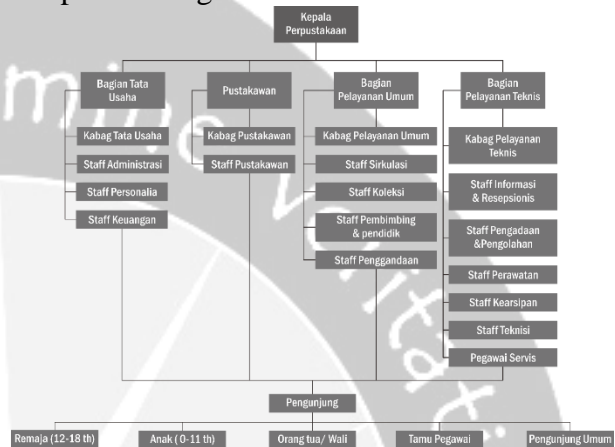 Kepala
Perpustakaan
Bagian Tata
Usaha
Kabag Tata Usaha
Staff Administrasi
Staff Personalia
Staff Keuangan
Pustakawan
Kabag Pustakawan
Staff Pustakawan
Bagian
Pelayanan Umum
Kabag Pelayanan Umum
Staff Sirkulasi
Staff Koleksi
Staff Pembimbing
& pendidik
Staff Penggandaan
Bagian
Pelayanan Teknis
Kabag Pelayanan
Teknis
Staff Informasi
& Resepsionis
Staff Pengadaan
&Pengolahan
Staff Perawatan
Staff Kearsipan
Staff Teknisi
Pegawai Servis
Pengunjung
Remaja (12-18 th)
Anak ( 0-11 th)
Orang tua/ Wali
Tamu Pegawai
Pengunjung Umum